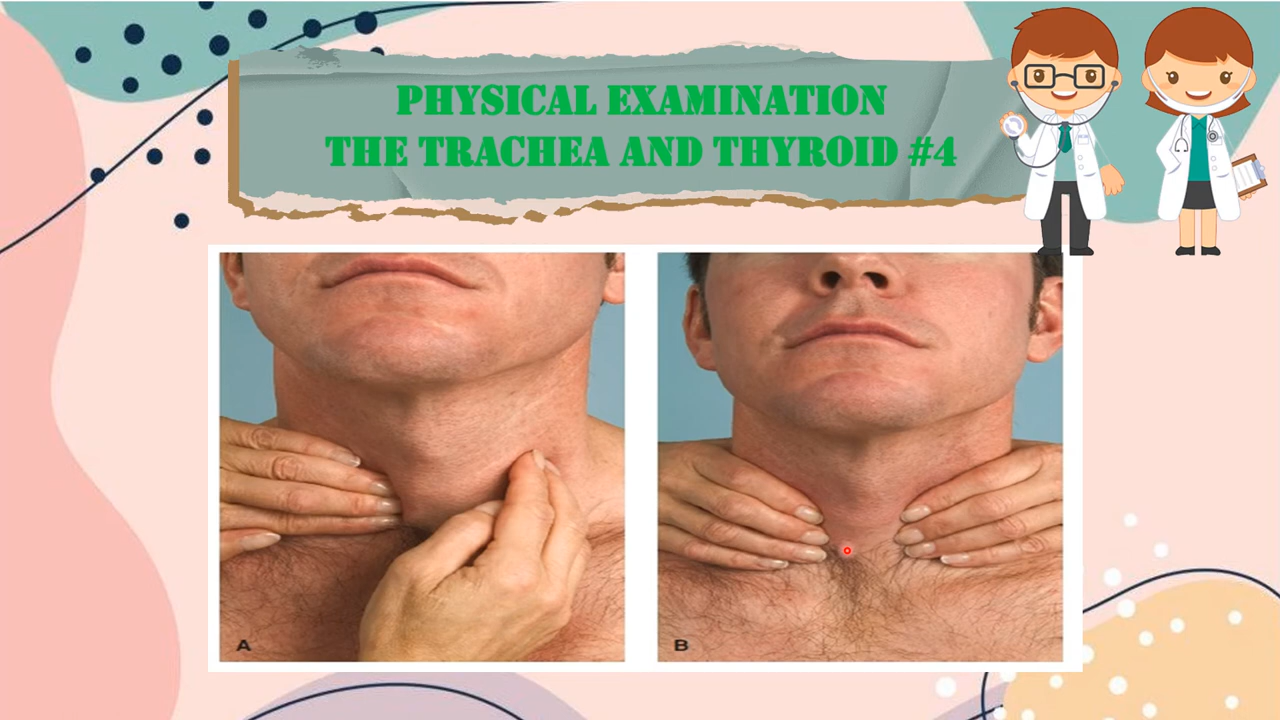 PHYSICAL EXAMINATION
THE TRACHEA AND THYROID #4
A
B